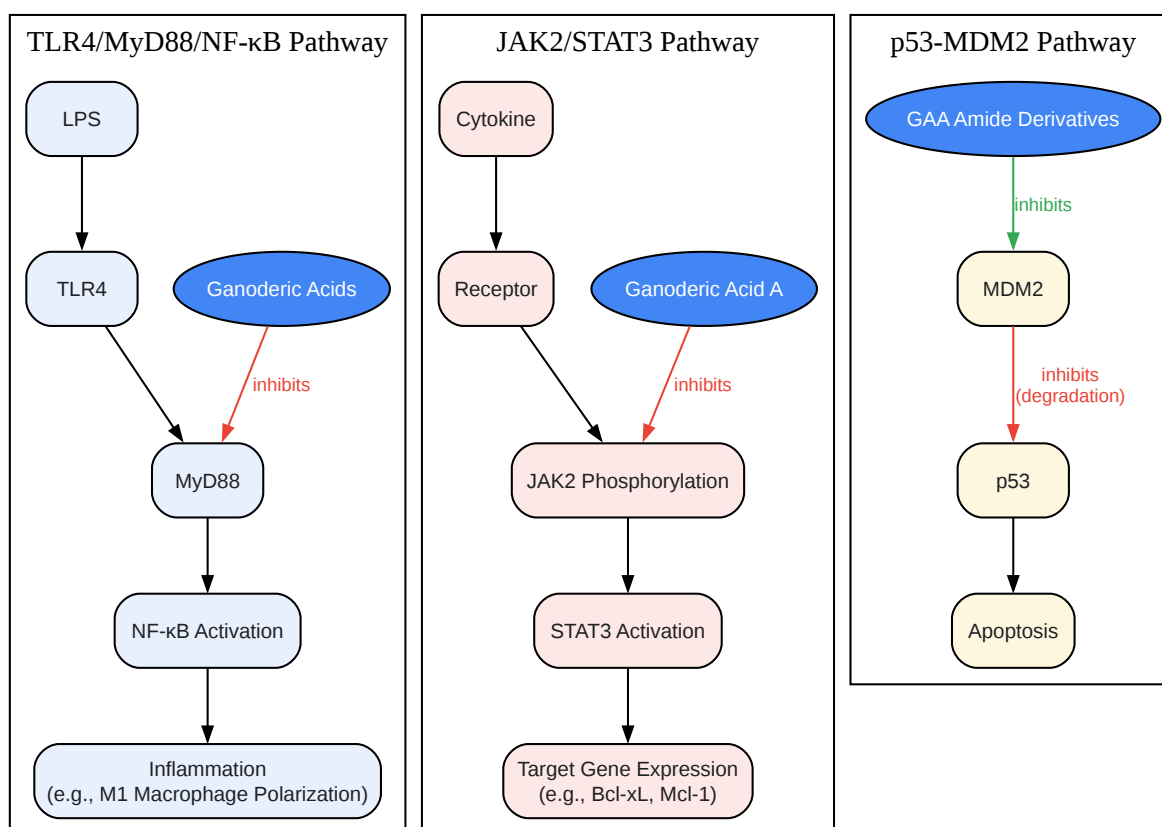 TLR4/MyD88/NF-κB Pathway
LPS
TLR4
Ganoderic Acids
inhibits
MyD88
NF-κB Activation
Inflammation
(e.g., M1 Macrophage Polarization)
JAK2/STAT3 Pathway
Cytokine
Receptor
Ganoderic Acid A
inhibits
JAK2 Phosphorylation
STAT3 Activation
Target Gene Expression
(e.g., Bcl-xL, Mcl-1)
p53-MDM2 Pathway
GAA Amide Derivatives
inhibits
MDM2
inhibits
(degradation)
p53
Apoptosis